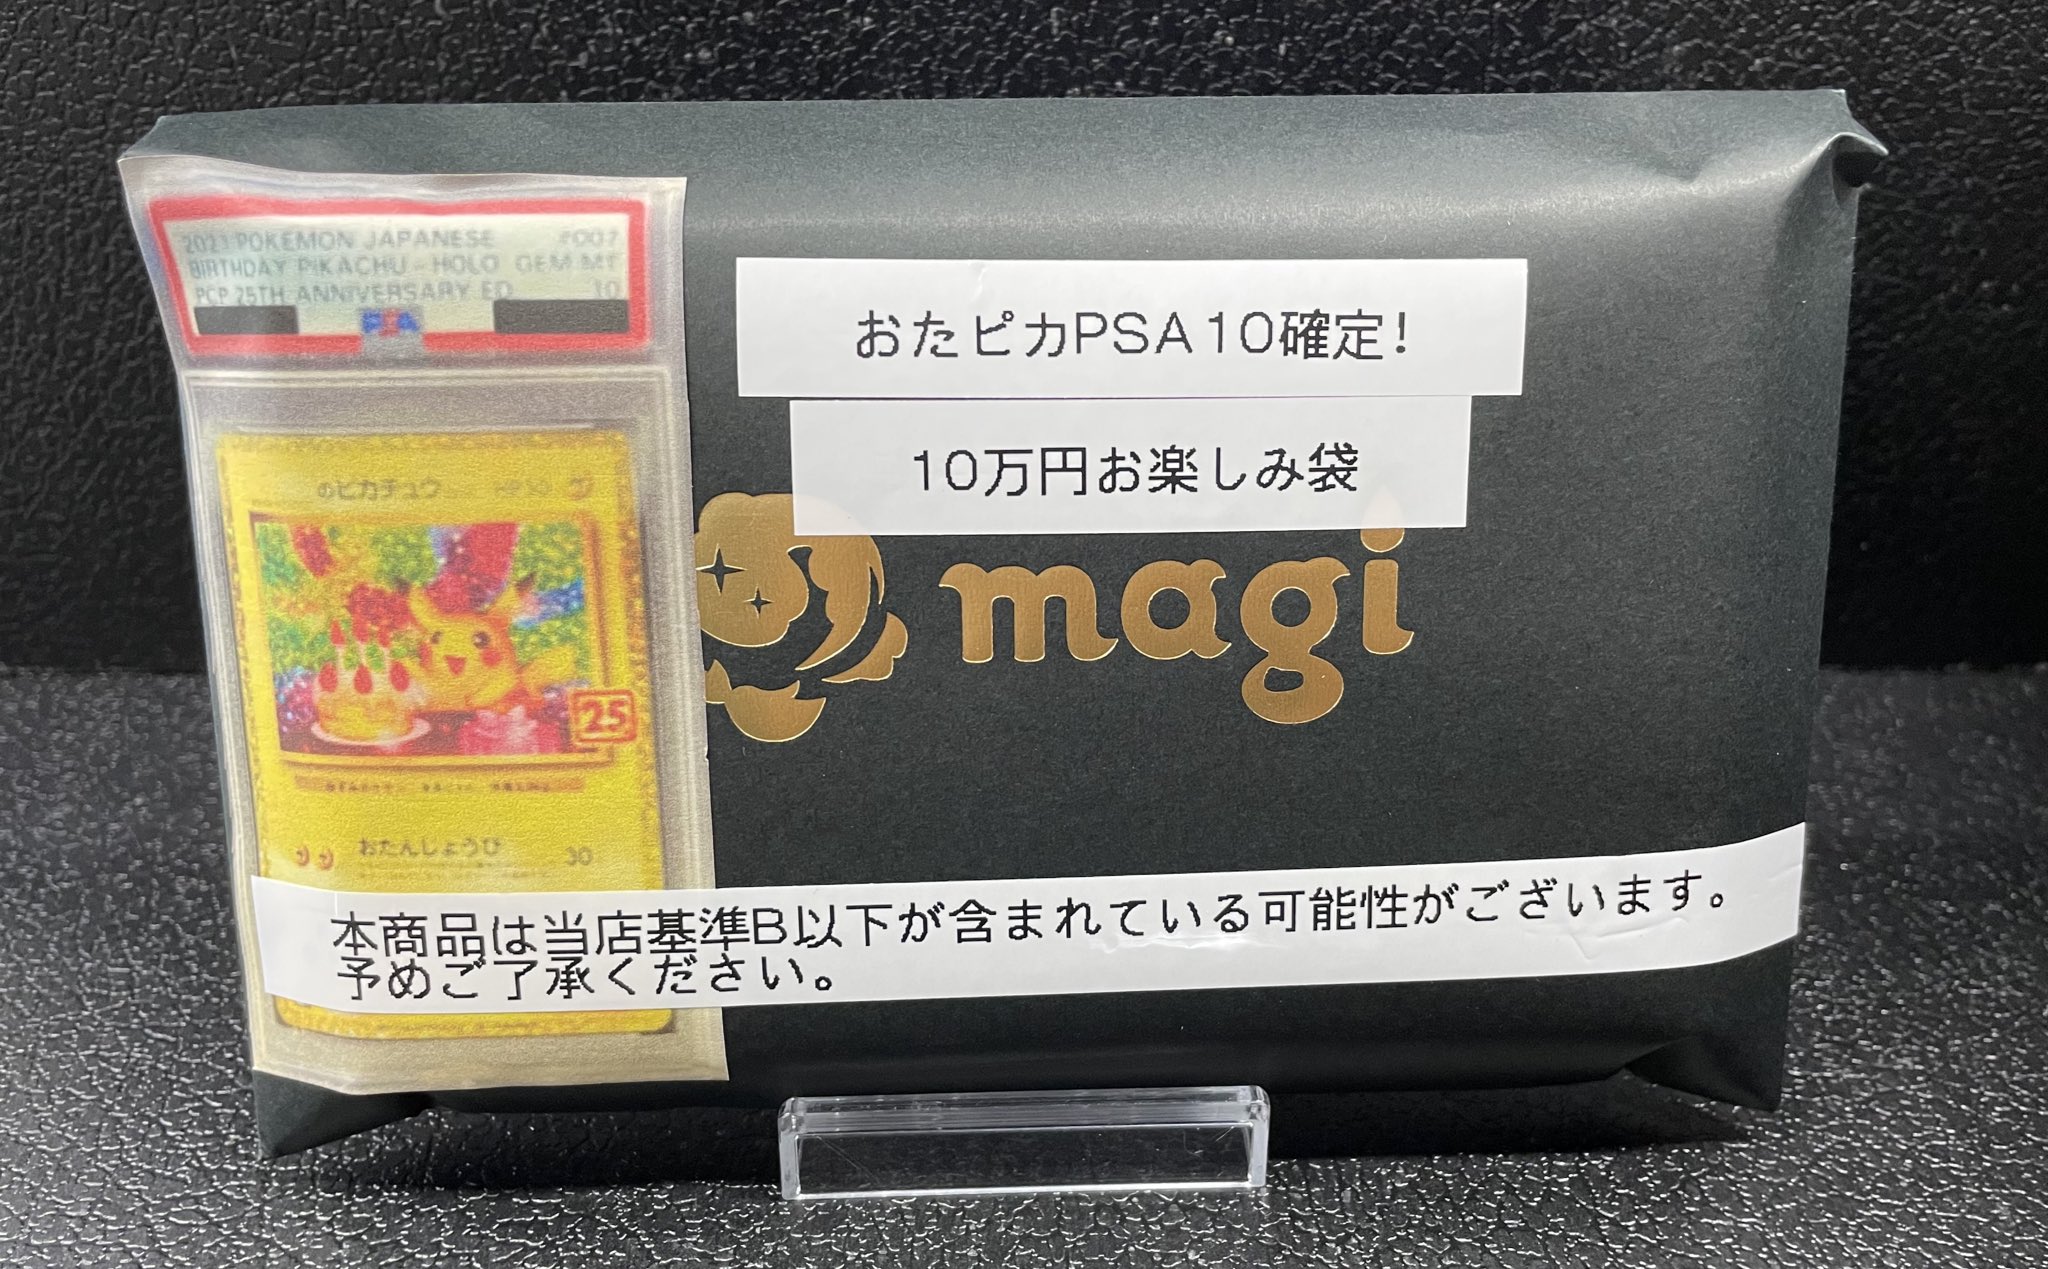 2021 POKEMON JAPANESE #007
BIRTHDAY PIKACHU - HOLO GEM MT
PCP 25TH ANNIVERSARY ED 10
PSA
のピカチュウ
25
おたんじょうび 30
おたピカPSA10確定!
10万円お楽しみ袋
magi
本商品は当店基準B以下が含まれている可能性がございます。
予めご了承ください。